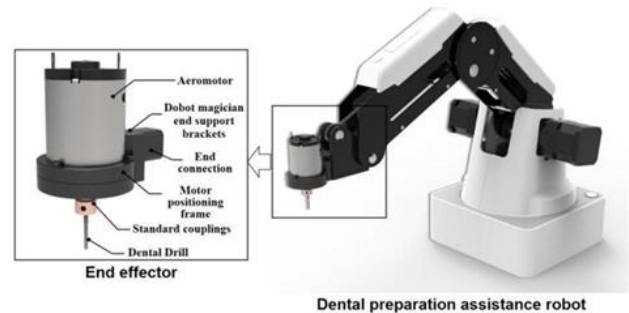 Aeromotor
Dobot magician
end support
brackets
End
connection
Motor
positioning
frame
Standard couplings
Dental Drill
End effector
Dental preparation assistance robot